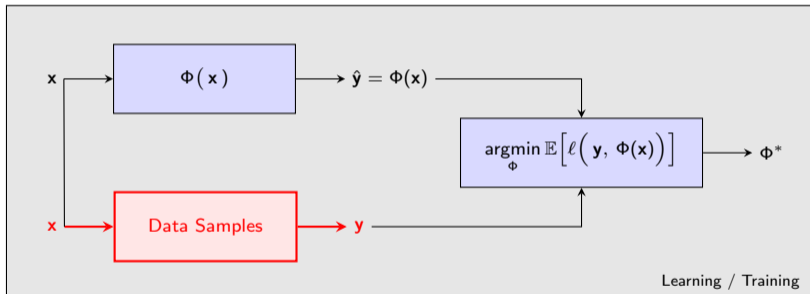 x
Φ( x )
ŷ = Φ(x)
argmin 𝔼[ℓ( y, Φ(x))]
Φ
Φ*
x
Data Samples
y
Learning / Training